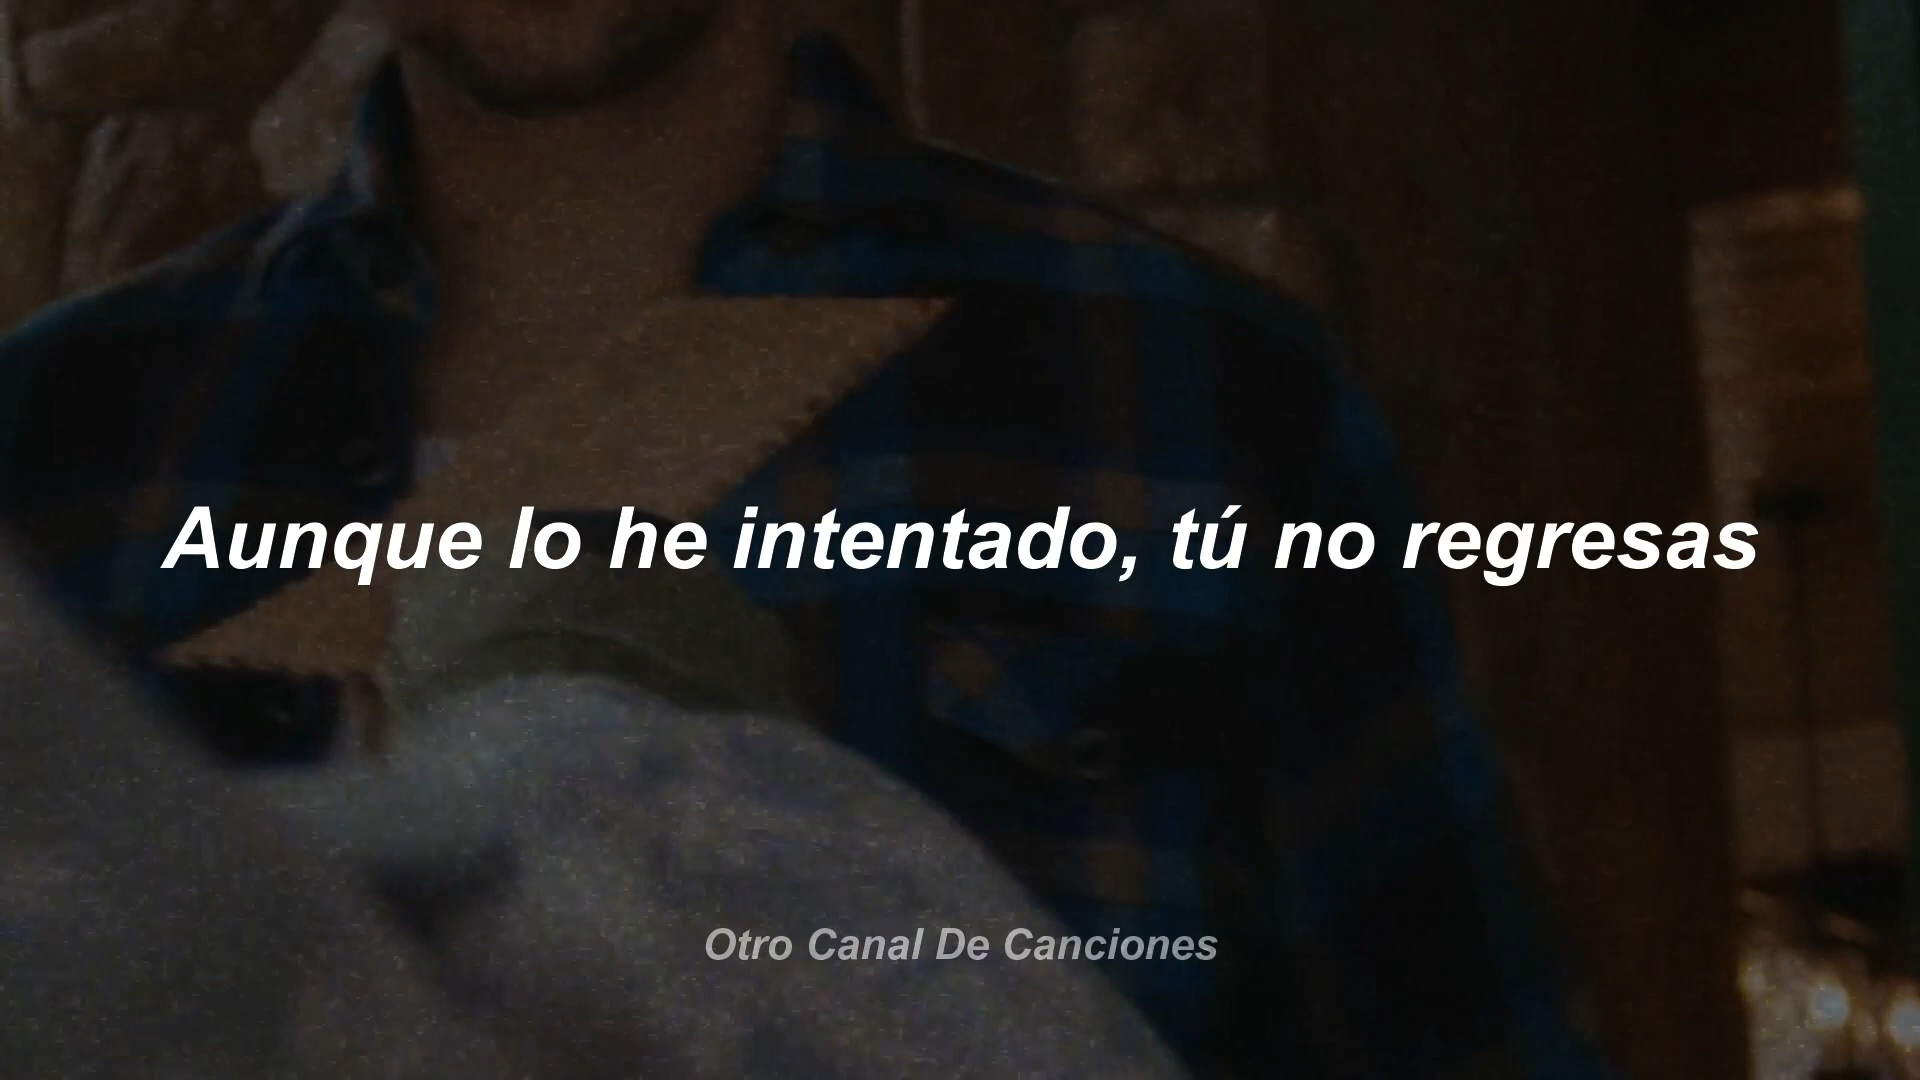 Aunque lo he intentado, tú no regresas
Otro Canal De Canciones